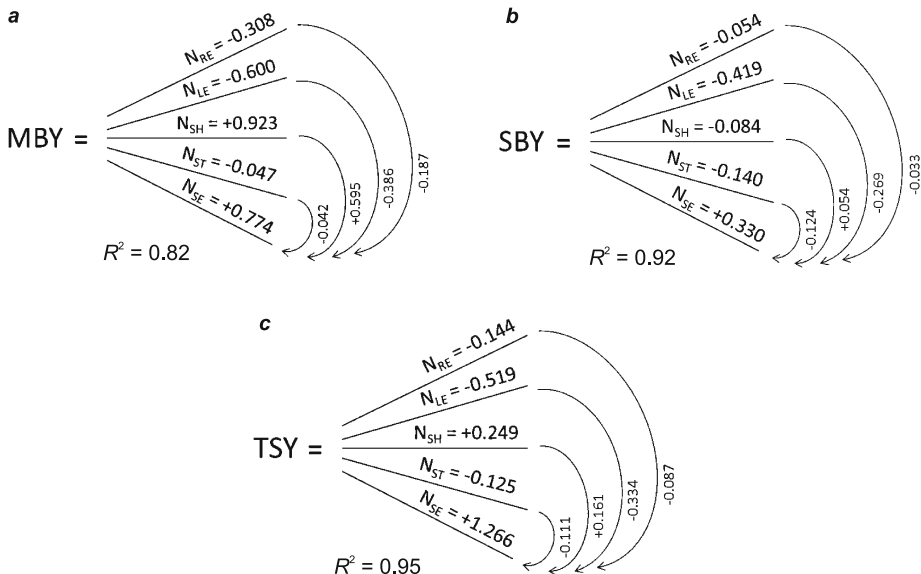 a
MBY =
N_RE = -0.308
N_LE = -0.600
N_SH = +0.923
N_ST = -0.047
N_SE = +0.774
-0.042
+0.595
-0.386
-0.187
R² = 0.82
b
SBY =
N_RE = -0.054
N_LE = -0.419
N_SH = -0.084
N_ST = -0.140
N_SE = +0.330
-0.124
+0.054
-0.269
-0.033
R² = 0.92
c
TSY =
N_RE = -0.144
N_LE = -0.519
N_SH = +0.249
N_ST = -0.125
N_SE = +1.266
-0.111
+0.161
-0.334
-0.087
R² = 0.95